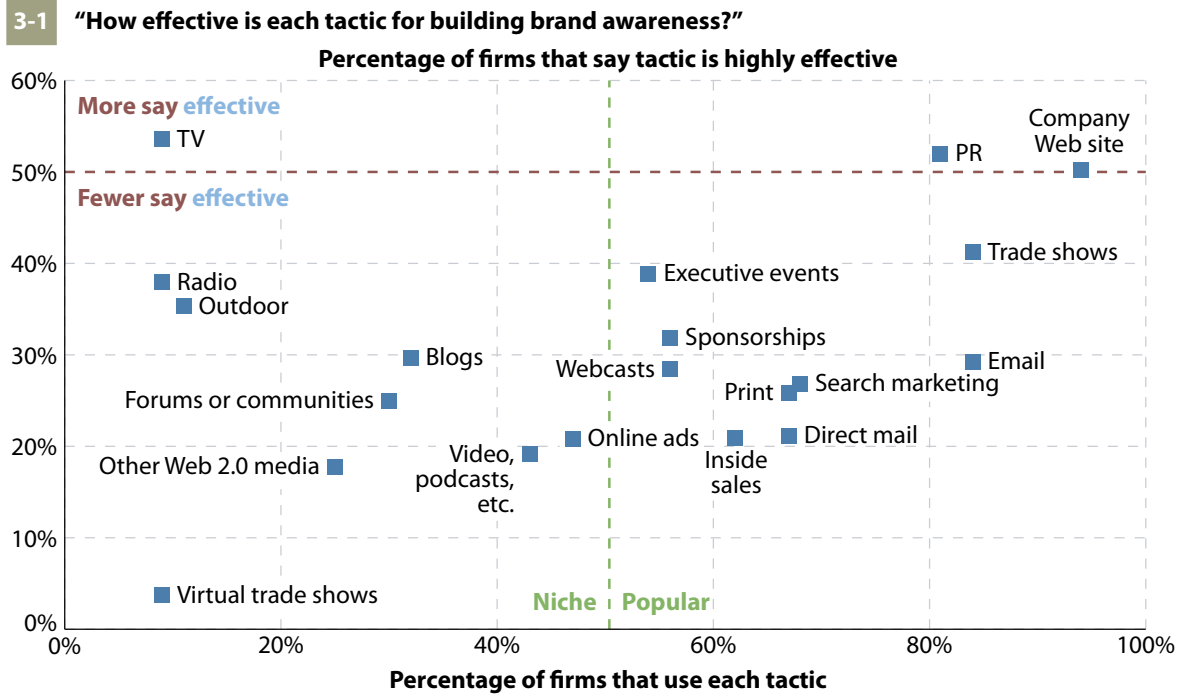 3-1 “How effective is each tactic for building brand awareness?”
Percentage of firms that say tactic is highly effective
60%
More say effective
TV
Company
Web site
PR
50%
Fewer say effective
Trade shows
40%
Radio
Executive events
Outdoor
Sponsorships
30%
Blogs
Webcasts
Email
Search marketing
Print
Forums or communities
20%
Online ads
Direct mail
Video,
podcasts,
etc.
Inside
sales
Other Web 2.0 media
10%
Virtual trade shows
Niche
Popular
0%
0%
20%
40%
60%
80%
100%
Percentage of firms that use each tactic